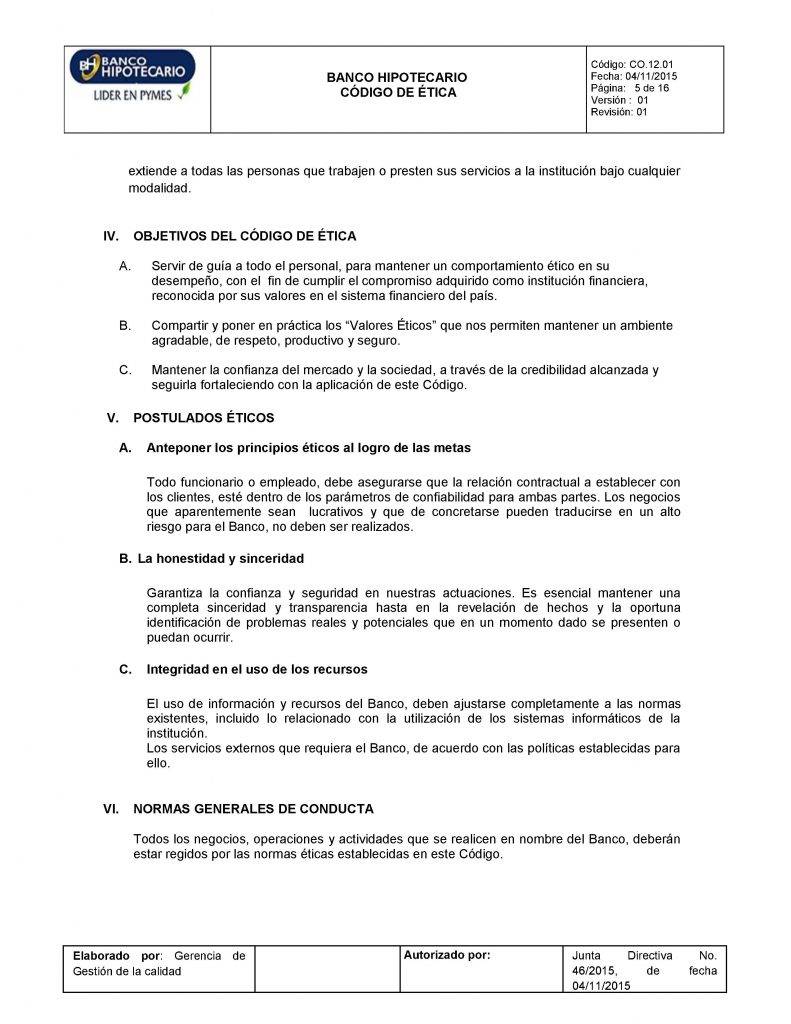 BH BANCO
HIPOTECARIO
LIDER EN PYMES
BANCO HIPOTECARIO
CÓDIGO DE ÉTICA
Código: CO.12.01
Fecha: 04/11/2015
Página: 5 de 16
Versión : 01
Revisión: 01
extiende a todas las personas que trabajen o presten sus servicios a la institución bajo cualquier
modalidad.
IV. OBJETIVOS DEL CÓDIGO DE ÉTICA
A. Servir de guía a todo el personal, para mantener un comportamiento ético en su
desempeño, con el fin de cumplir el compromiso adquirido como institución financiera,
reconocida por sus valores en el sistema financiero del país.
B. Compartir y poner en práctica los “Valores Éticos” que nos permiten mantener un ambiente
agradable, de respeto, productivo y seguro.
C. Mantener la confianza del mercado y la sociedad, a través de la credibilidad alcanzada y
seguirla fortaleciendo con la aplicación de este Código.
V. POSTULADOS ÉTICOS
A. Anteponer los principios éticos al logro de las metas
Todo funcionario o empleado, debe asegurarse que la relación contractual a establecer con
los clientes, esté dentro de los parámetros de confiabilidad para ambas partes. Los negocios
que aparentemente sean lucrativos y que de concretarse pueden traducirse en un alto
riesgo para el Banco, no deben ser realizados.
B. La honestidad y sinceridad
Garantiza la confianza y seguridad en nuestras actuaciones. Es esencial mantener una
completa sinceridad y transparencia hasta en la revelación de hechos y la oportuna
identificación de problemas reales y potenciales que en un momento dado se presenten o
puedan ocurrir.
C. Integridad en el uso de los recursos
El uso de información y recursos del Banco, deben ajustarse completamente a las normas
existentes, incluido lo relacionado con la utilización de los sistemas informáticos de la
institución.
Los servicios externos que requiera el Banco, de acuerdo con las políticas establecidas para
ello.
VI. NORMAS GENERALES DE CONDUCTA
Todos los negocios, operaciones y actividades que se realicen en nombre del Banco, deberán
estar regidos por las normas éticas establecidas en este Código.
Elaborado por: Gerencia de
Gestión de la calidad
Autorizado por:
Junta Directiva No.
46/2015, de fecha
04/11/2015